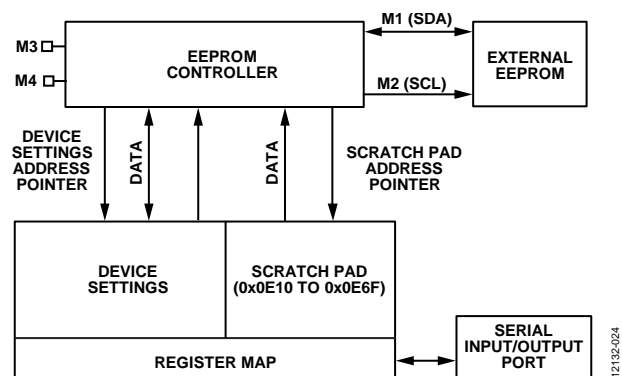 M3
M4
EEPROM
CONTROLLER
M1 (SDA)
M2 (SCL)
EXTERNAL
EEPROM
DEVICE
SETTINGS
ADDRESS
POINTER
DATA
DATA
SCRATCH PAD
ADDRESS
POINTER
DEVICE
SETTINGS
SCRATCH PAD
(0x0E10 TO 0x0E6F)
REGISTER MAP
SERIAL
INPUT/OUTPUT
PORT
12132-024